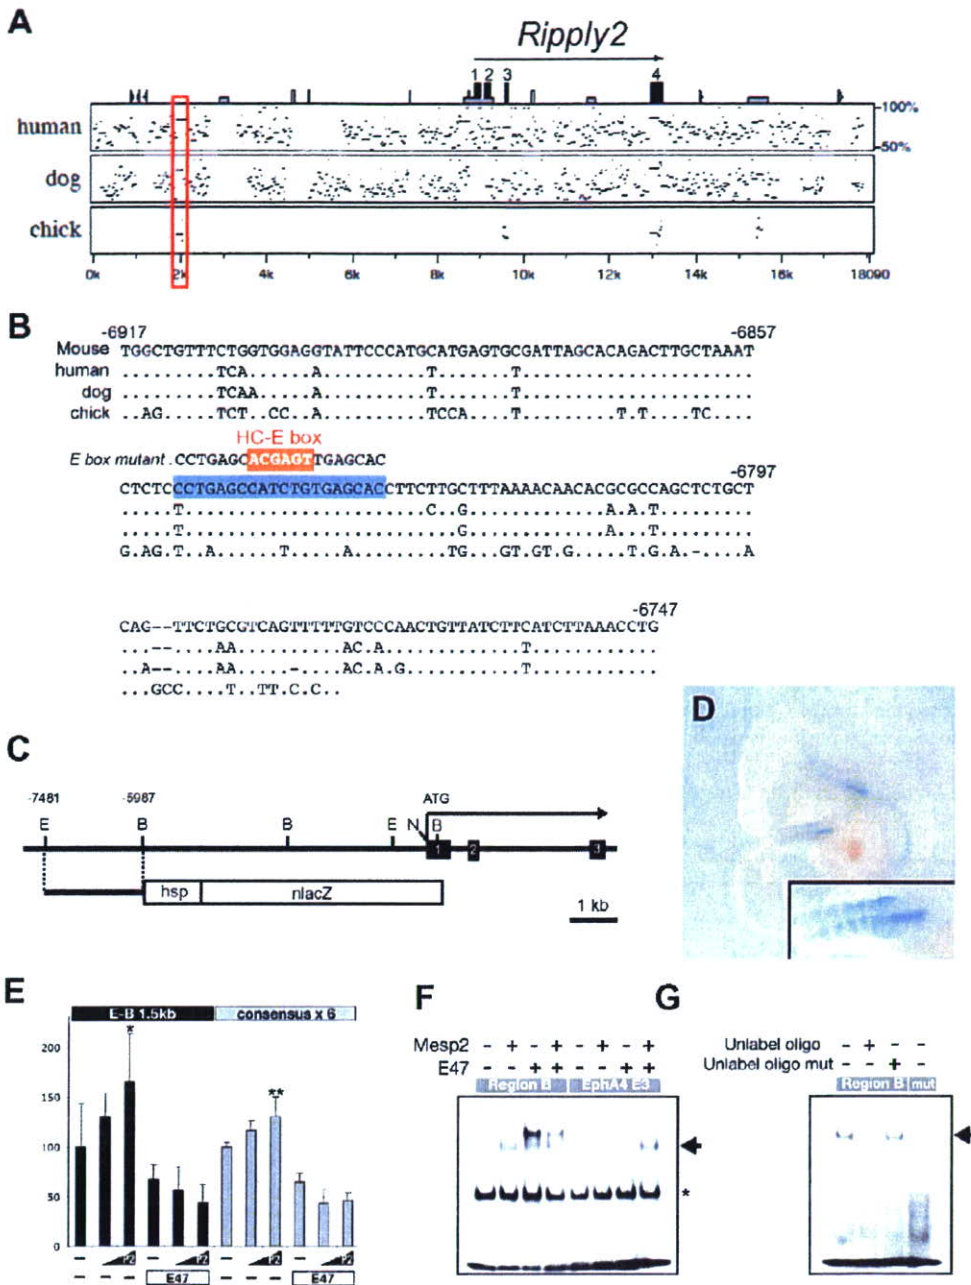 A
Ripply2
1 2 3 4
human
100%
50%
dog
chick
0k 2k 4k 6k 8k 10k 12k 14k 16k 18090
B
-6917 -6857
Mouse TGGCTGTTTCTGGTGGAGGTATTCCCATGCATGAGTGCGATTAGCACAGACTTGCTAAAT
human .........TCA......A..........T.......T......................
dog .........TCAA.....A..........T.......T......................
chick ..AG.....TCT..CC..A..........TCCA....T.........T.T....TC....
HC-E box
E box mutant .CCTGAGCACGAGTTGAGCAC
-6797
CTCTCCCTGAGCCATCTGTGAGCACCTTCTTGCTTTAAAACAACACGCGCCAGCTCTGCT
.....T.......................C..G.............A.A.T.........
.....T..........................G.............A...T.........
G.AG.T..A......T.....A.........TG...GT.GT.G.....T.G.A.-....A
-6747
CAG--TTCTGCGTCAGTTTTTGTCCCAACTGTTATCTTCATCTTAAACCTG
...--....AA..........AC.A.............T............
..A--....AA.....-....AC.A.G...........T............
...GCC....T..TT.C.C..
C
-7481 -5987 ATG
E B B E N B
1 2 3
hsp nlacZ
1 kb
D
E
E-B 1.5kb consensus x 6
200
150
100
50
0
* **
– P2 – P2 – P2 – P2
– – E47 – – E47
F
Mesp2 – + – + – + – +
E47 – – + + – – + +
Region B EphA4 E3
*
G
Unlabel oligo – + – –
Unlabel oligo mut – – + –
Region B mut